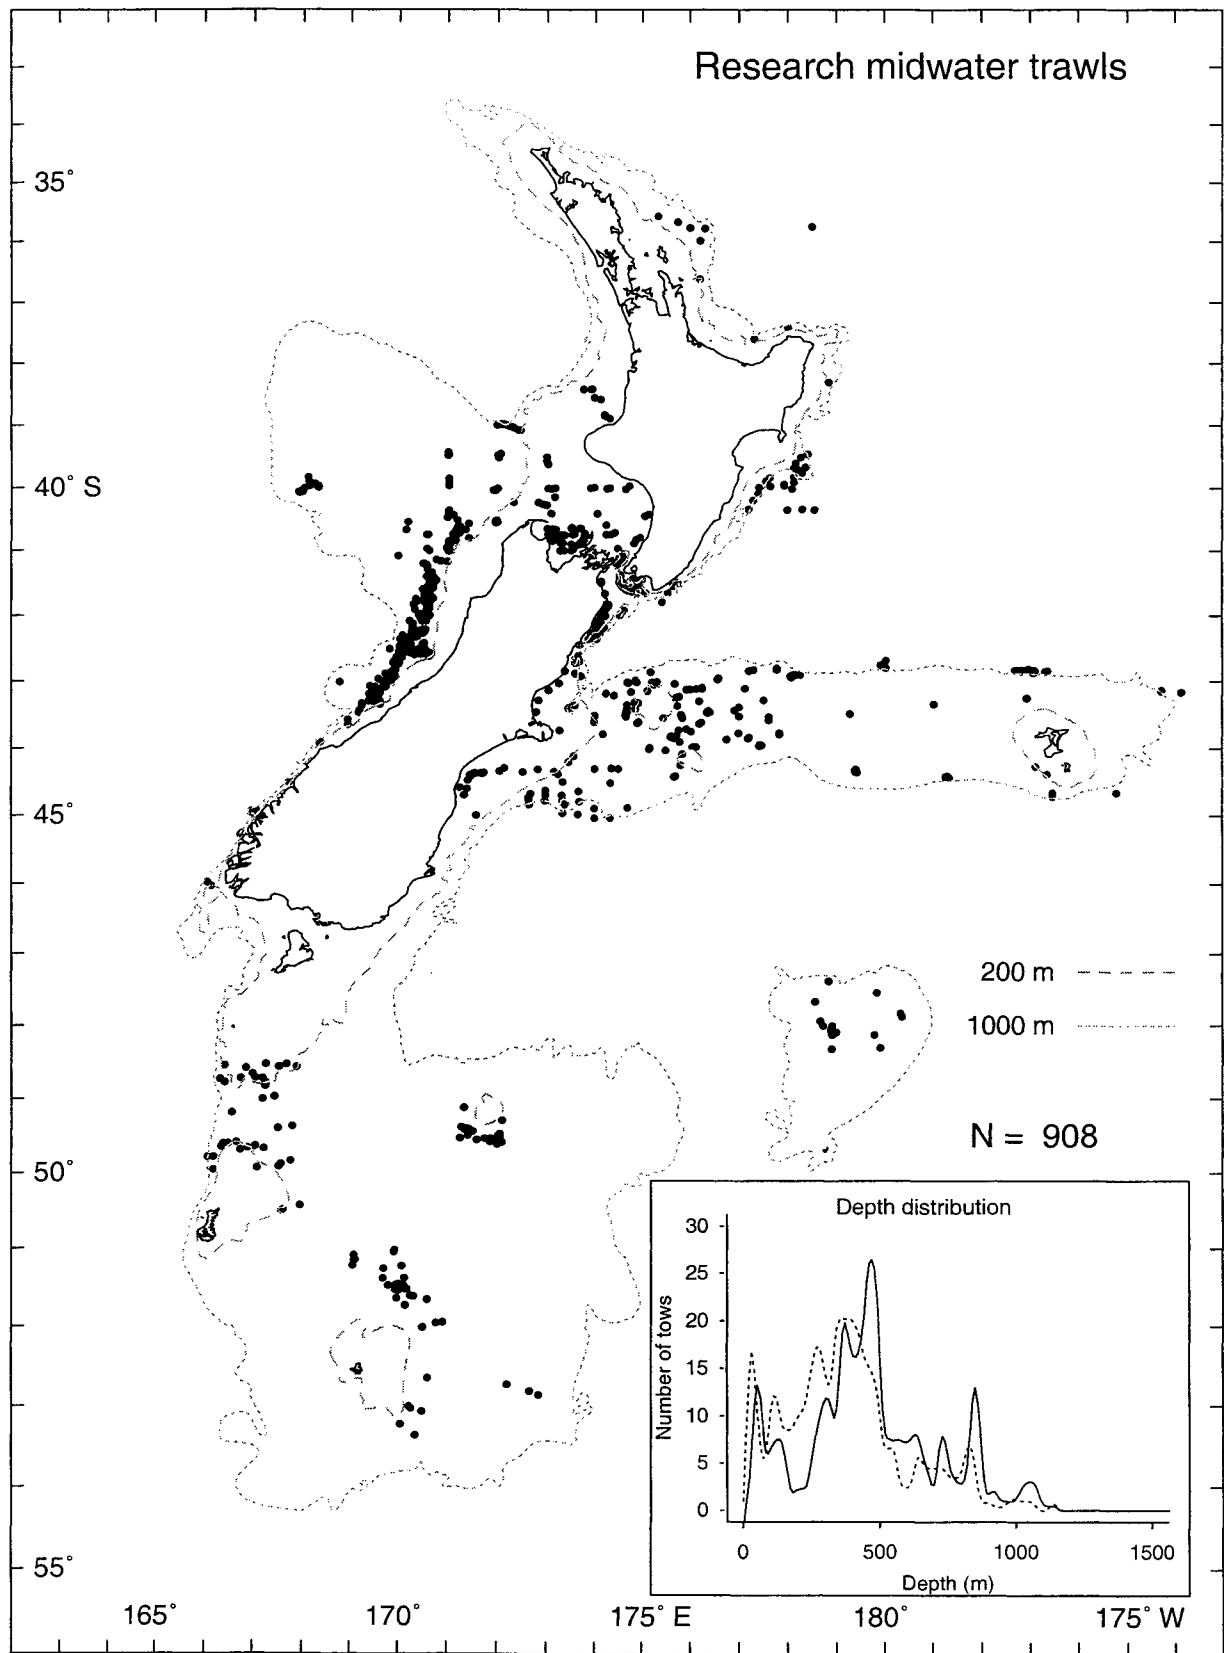 Research midwater trawls
35°
40° S
45°
200 m
1000 m
N = 908
50°
Depth distribution
30
25
20
15
10
5
0
Number of tows
0 500 1000 1500
Depth (m)
55°
165° 170° 175° E 180° 175° W